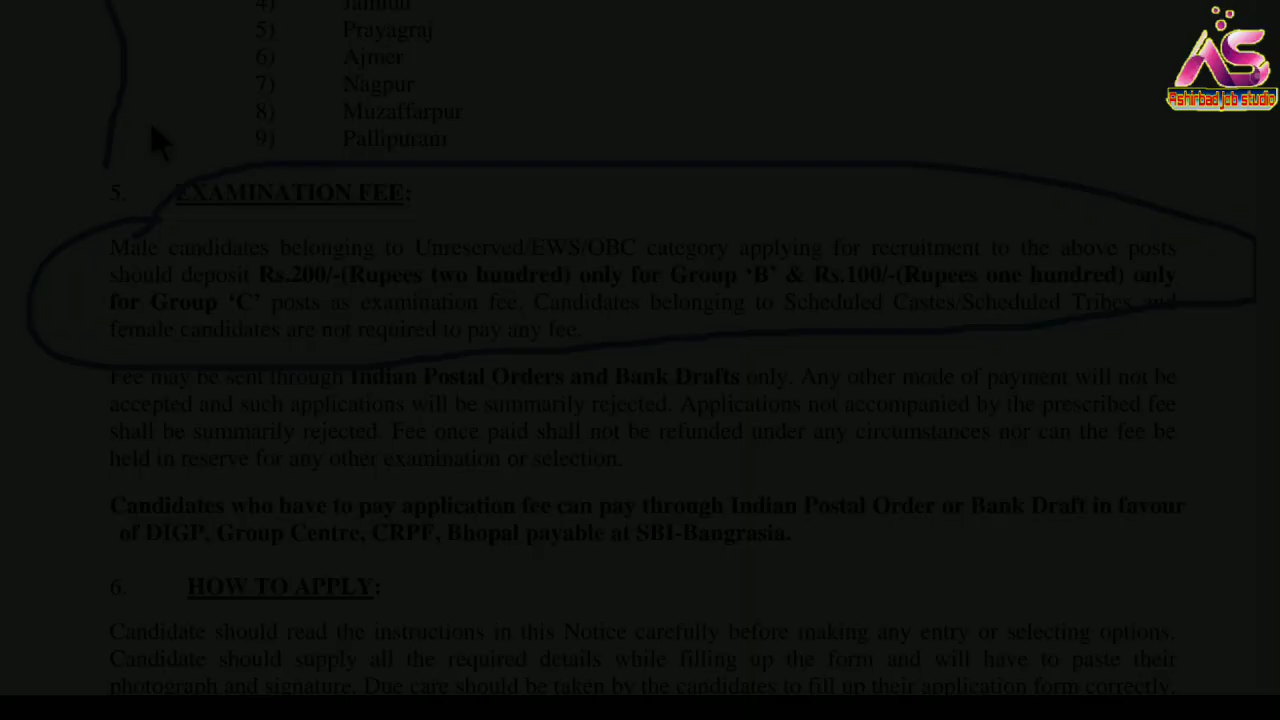 4) Jammu
5) Prayagraj
6) Ajmer
7) Nagpur
8) Muzaffarpur
9) Pallipuram
5. EXAMINATION FEE:
Male candidates belonging to Unreserved/EWS/OBC category applying for recruitment to the above posts
should deposit Rs.200/-(Rupees two hundred) only for Group ‘B’ & Rs.100/-(Rupees one hundred) only
for Group ‘C’ posts as examination fee. Candidates belonging to Scheduled Castes/Scheduled Tribes and
female candidates are not required to pay any fee.
Fee may be sent through Indian Postal Orders and Bank Drafts only. Any other mode of payment will not be
accepted and such applications will be summarily rejected. Applications not accompanied by the prescribed fee
shall be summarily rejected. Fee once paid shall not be refunded under any circumstances nor can the fee be
held in reserve for any other examination or selection.
Candidates who have to pay application fee can pay through Indian Postal Order or Bank Draft in favour
of DIGP, Group Centre, CRPF, Bhopal payable at SBI-Bangrasia.
6. HOW TO APPLY:
Candidate should read the instructions in this Notice carefully before making any entry or selecting options.
Candidate should supply all the required details while filling up the form and will have to paste their
photograph and signature. Due care should be taken by the candidates to fill up their application form correctly.
AS
Ashirbad job studio